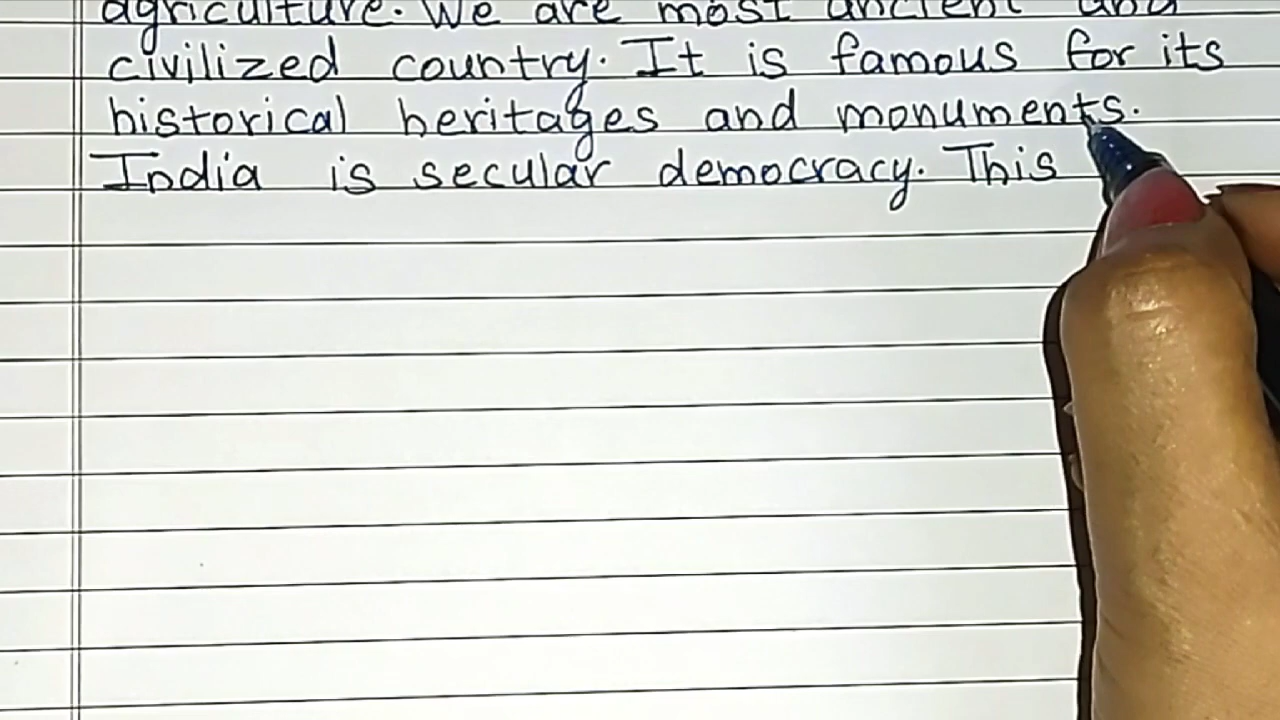 agriculture. We are most ancient and
civilized country. It is famous for its
historical heritages and monuments.
India is secular democracy. This